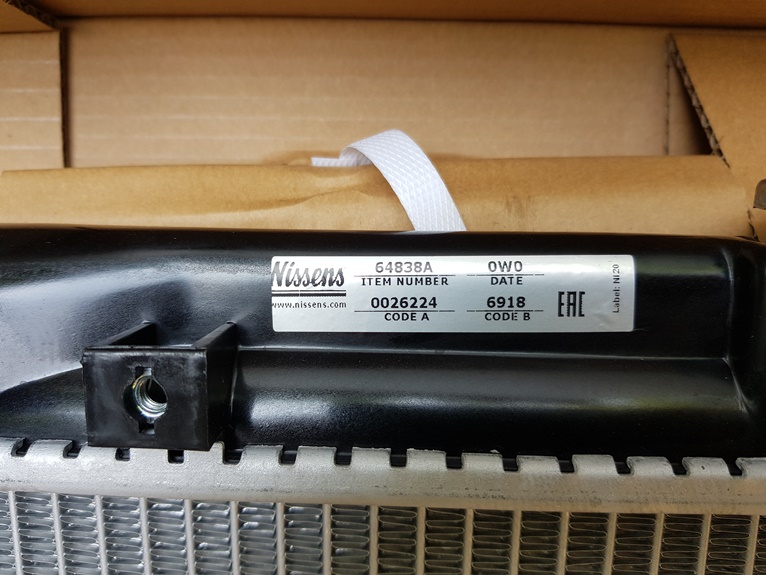 Nissens
www.nissens.com
64838A
ITEM NUMBER
0W0
DATE
0026224
CODE A
6918
CODE B
EAC
Label: NI20